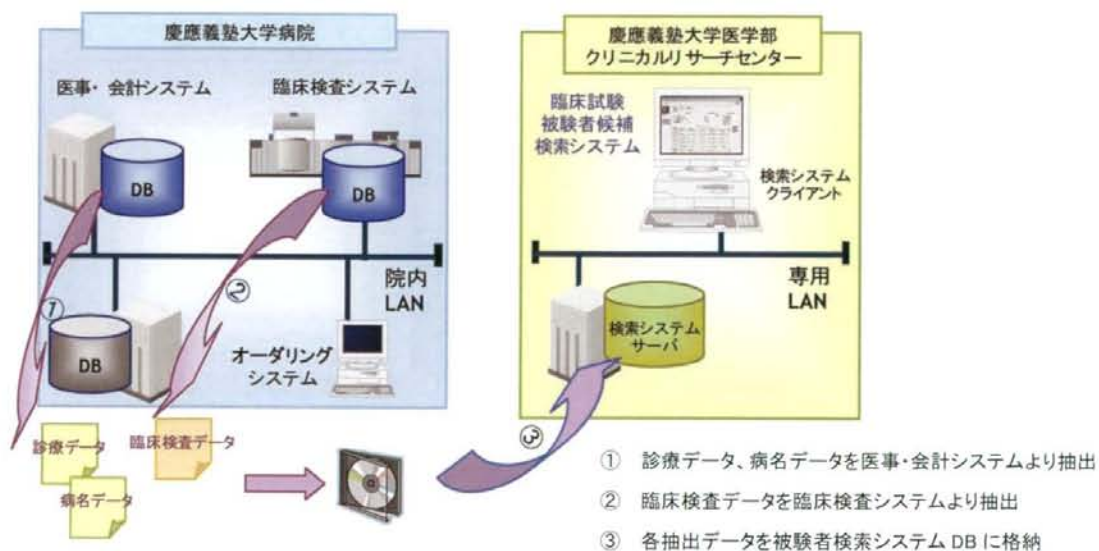 慶應義塾大学病院
医事・会計システム
臨床検査システム
DB
DB
院内
LAN
①
②
DB
オーダリング
システム
診療データ
臨床検査データ
病名データ
慶應義塾大学医学部
クリニカルリサーチセンター
臨床試験
被験者候補
検索システム
検索システム
クライアント
専用
LAN
検索システム
サーバ
③
① 診療データ、病名データを医事・会計システムより抽出
② 臨床検査データを臨床検査システムより抽出
③ 各抽出データを被験者検索システム DB に格納